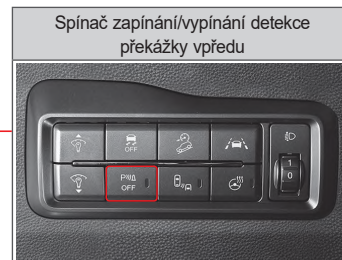 Spínač zapínání/vypínání detekce
překážky vpředu
OFF
P
OFF
1
0